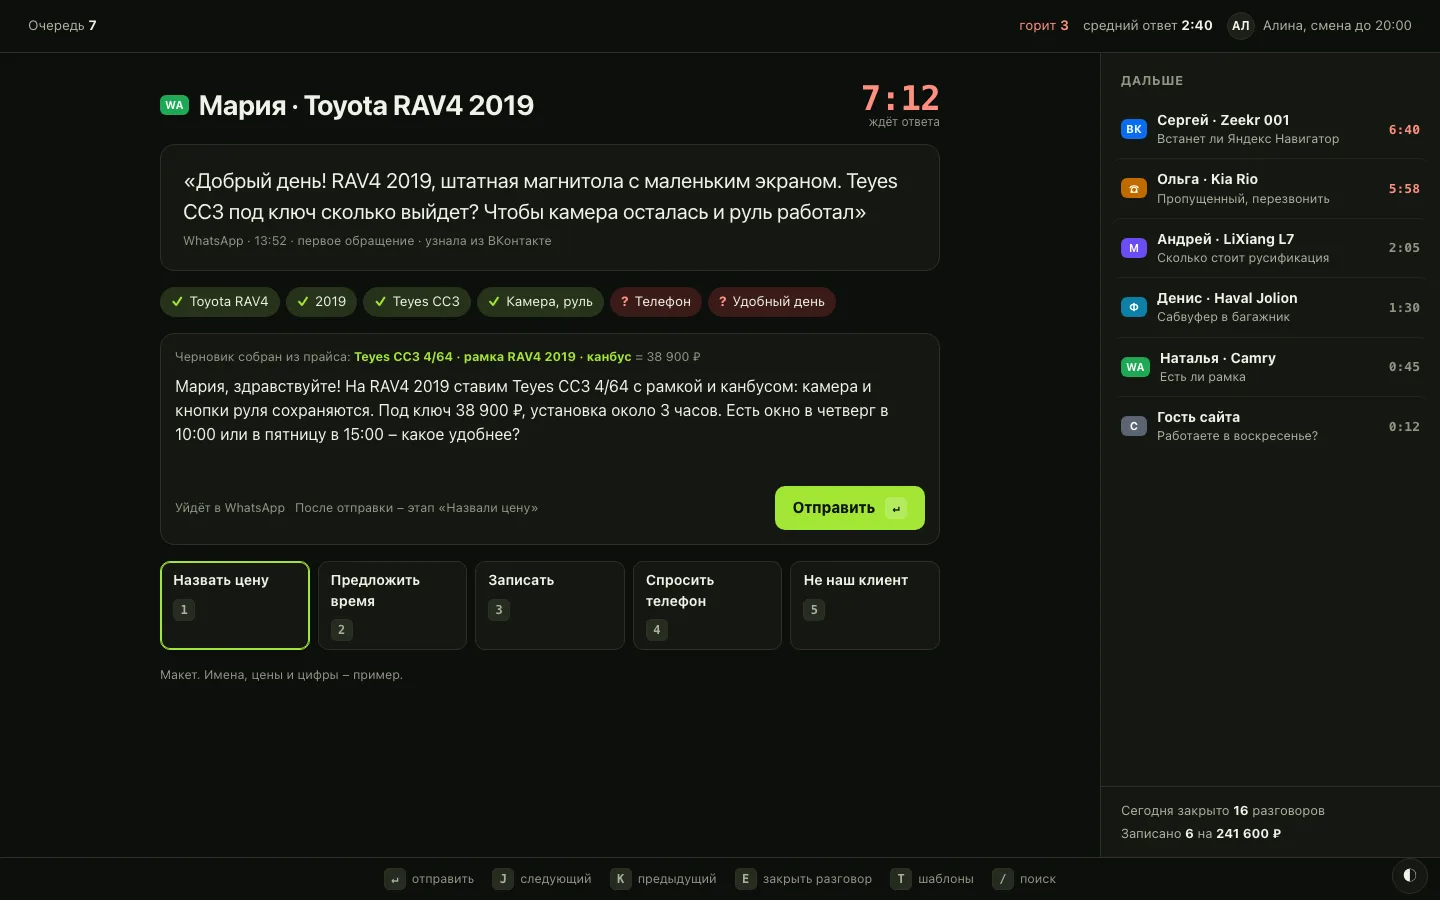 Очередь 7
горит 3 средний ответ 2:40 АЛ Алина, смена до 20:00
WA Мария · Toyota RAV4 2019
7:12
ждёт ответа
«Добрый день! RAV4 2019, штатная магнитола с маленьким экраном. Teyes
CC3 под ключ сколько выйдет? Чтобы камера осталась и руль работал»
WhatsApp · 13:52 · первое обращение · узнала из ВКонтакте
✓ Toyota RAV4 ✓ 2019 ✓ Teyes CC3 ✓ Камера, руль ? Телефон ? Удобный день
Черновик собран из прайса: Teyes CC3 4/64 · рамка RAV4 2019 · канбус = 38 900 ₽
Мария, здравствуйте! На RAV4 2019 ставим Teyes CC3 4/64 с рамкой и канбусом: камера и
кнопки руля сохраняются. Под ключ 38 900 ₽, установка около 3 часов. Есть окно в четверг в
10:00 или в пятницу в 15:00 – какое удобнее?
Уйдёт в WhatsApp После отправки – этап «Назвали цену»
Отправить ↵
Назвать цену
1
Предложить
время
2
Записать
3
Спросить
телефон
4
Не наш клиент
5
Макет. Имена, цены и цифры – пример.
ДАЛЬШЕ
ВК Сергей · Zeekr 001
Встанет ли Яндекс Навигатор
6:40
☎ Ольга · Kia Rio
Пропущенный, перезвонить
5:58
М Андрей · LiXiang L7
Сколько стоит русификация
2:05
Ф Денис · Haval Jolion
Сабвуфер в багажник
1:30
WA Наталья · Camry
Есть ли рамка
0:45
С Гость сайта
Работаете в воскресенье?
0:12
Сегодня закрыто 16 разговоров
Записано 6 на 241 600 ₽
↵ отправить J следующий K предыдущий E закрыть разговор T шаблоны / поиск